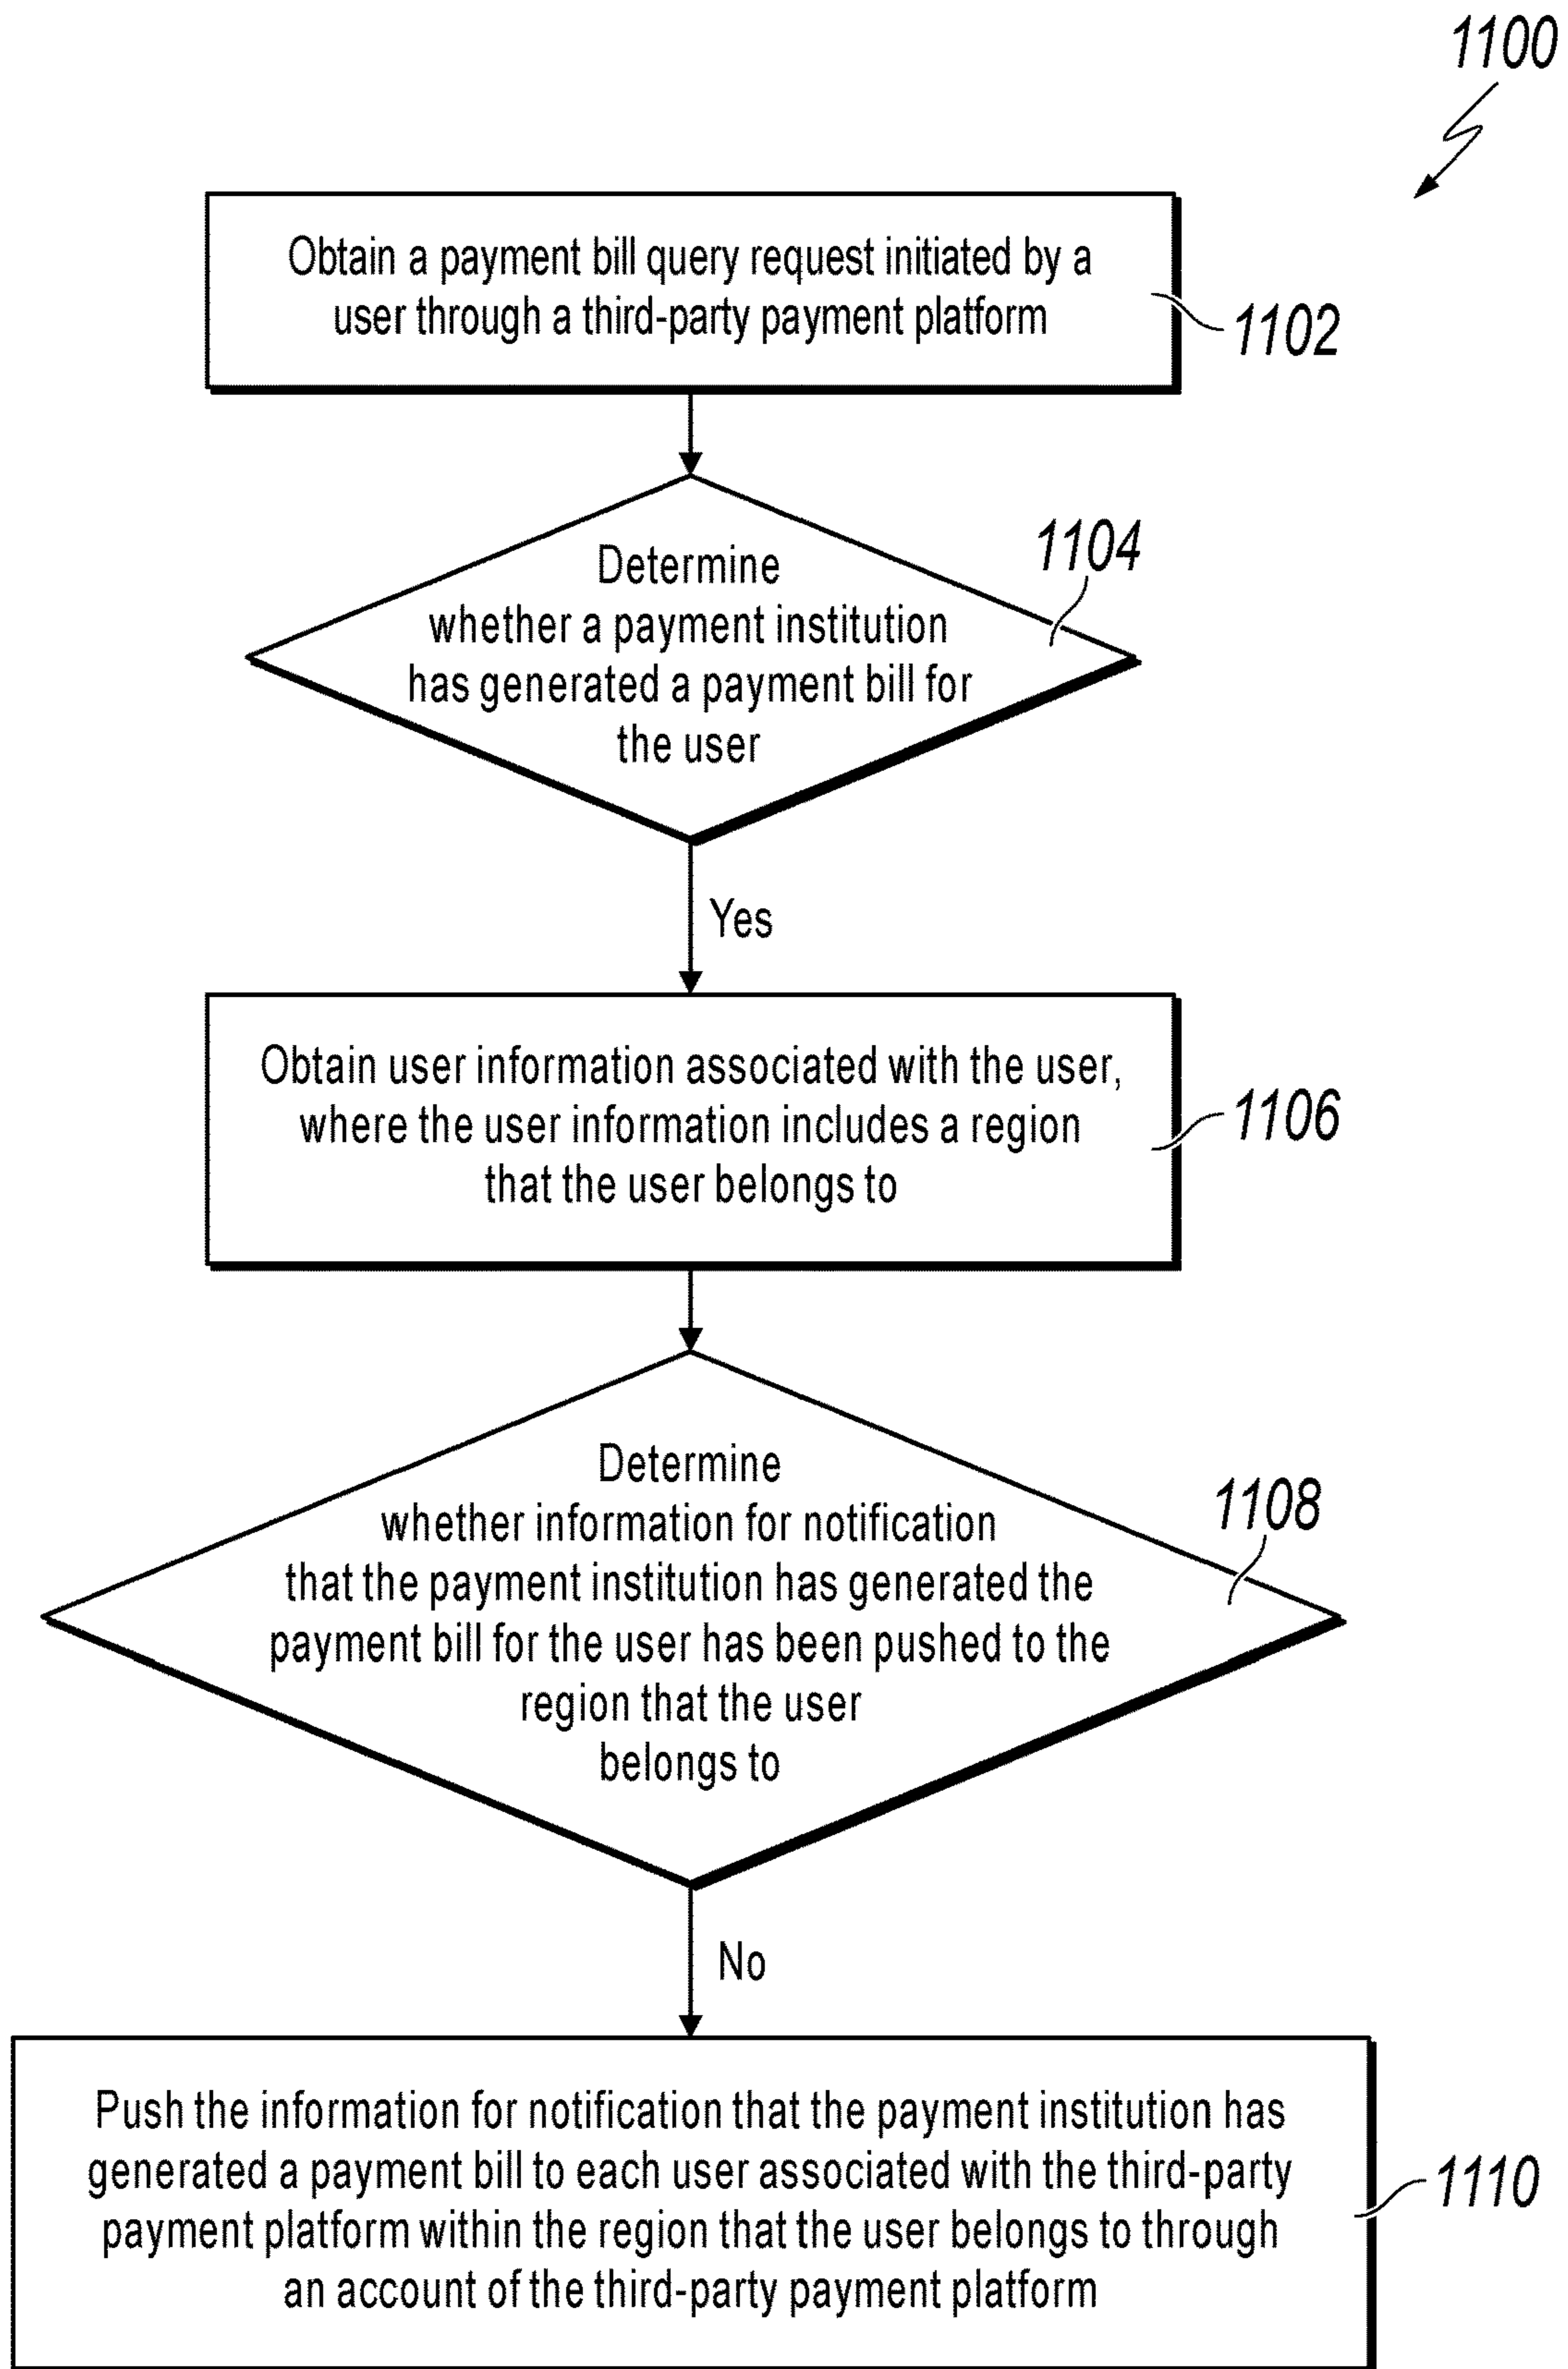 1100
Obtain a payment bill query request initiated by a
user through a third-party payment platform
1102
Determine
whether a payment institution
has generated a payment bill for
the user
1104
Yes
Obtain user information associated with the user,
where the user information includes a region
that the user belongs to
1106
Determine
whether information for notification
that the payment institution has generated the
payment bill for the user has been pushed to the
region that the user
belongs to
1108
No
Push the information for notification that the payment institution has
generated a payment bill to each user associated with the third-party
payment platform within the region that the user belongs to through
an account of the third-party payment platform
1110